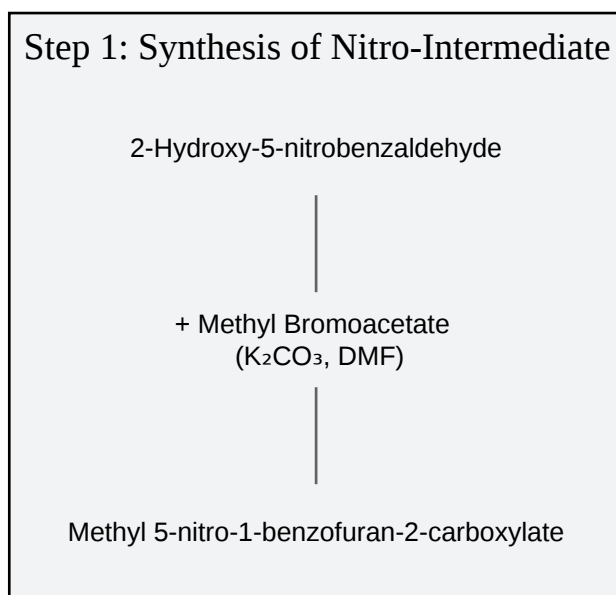 Step 1: Synthesis of Nitro-Intermediate
2-Hydroxy-5-nitrobenzaldehyde
+ Methyl Bromoacetate
(K₂CO₃, DMF)
Methyl 5-nitro-1-benzofuran-2-carboxylate